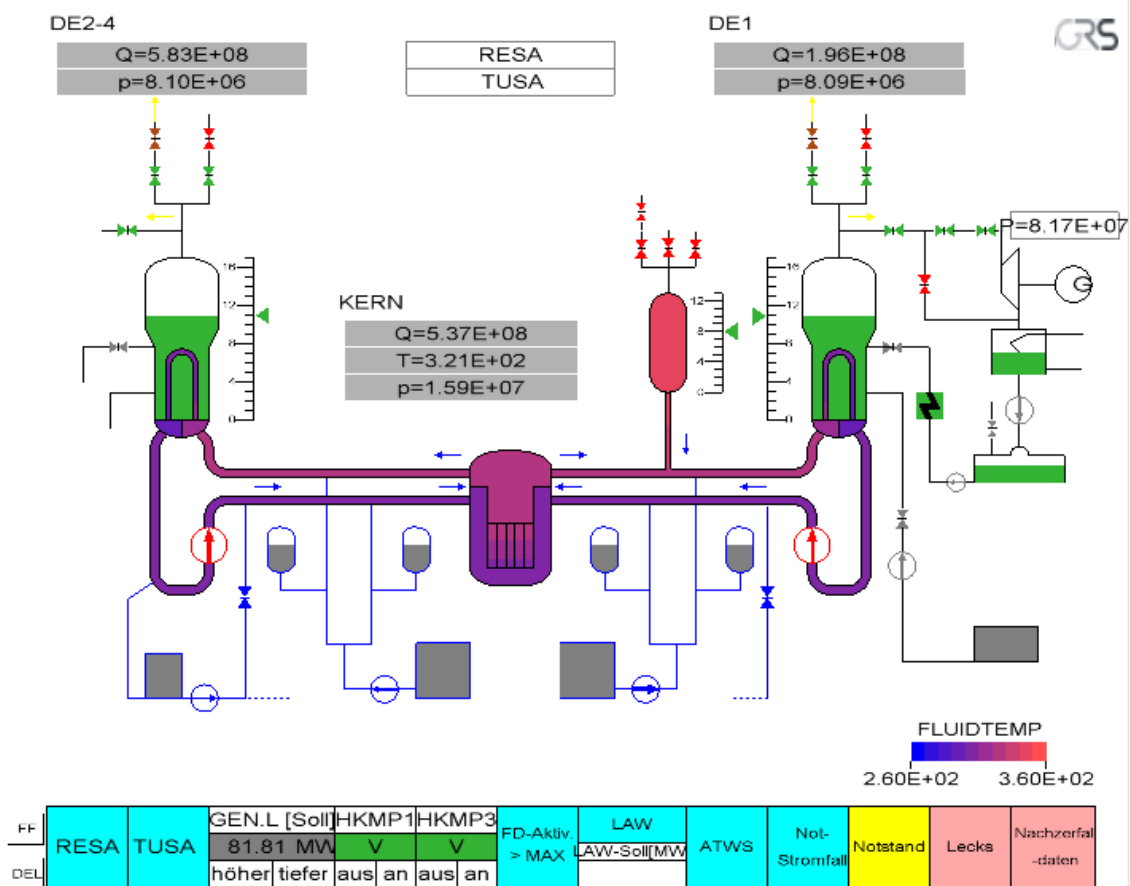 DE2-4
DE1
GRS
Q=5.83E+08
p=8.10E+06
RESA
TUSA
Q=1.96E+08
p=8.09E+06
P=8.17E+07
16
12
8
4
0
KERN
Q=5.37E+08
T=3.21E+02
p=1.59E+07
12
8
4
0
16
12
8
4
0
G
FLUIDTEMP
2.60E+02 3.60E+02
FF
DEL
RESA
TUSA
GEN.L [Soll]
81.81 MW
höher tiefer
HKMP1
V
aus an
HKMP3
V
aus an
FD-Aktiv.
> MAX
LAW
LAW-Soll[MW
ATWS
Not-
Stromfall
Notstand
Lecks
Nachzerfal
-daten